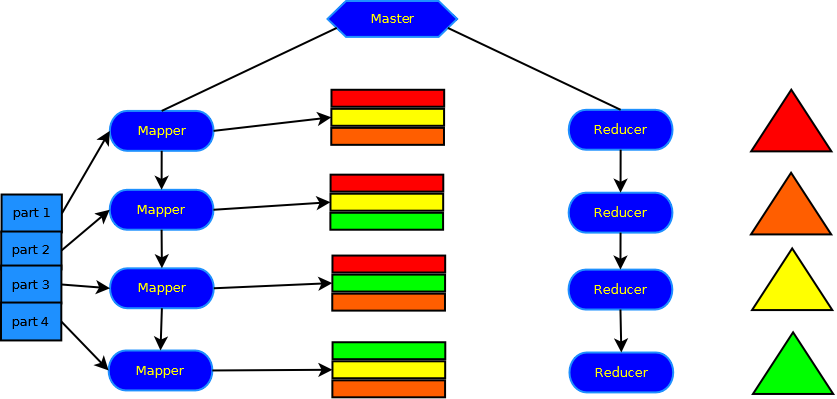 Master
Mapper
Reducer
part 1
Mapper
Reducer
part 2
part 3
Mapper
Reducer
part 4
Mapper
Reducer